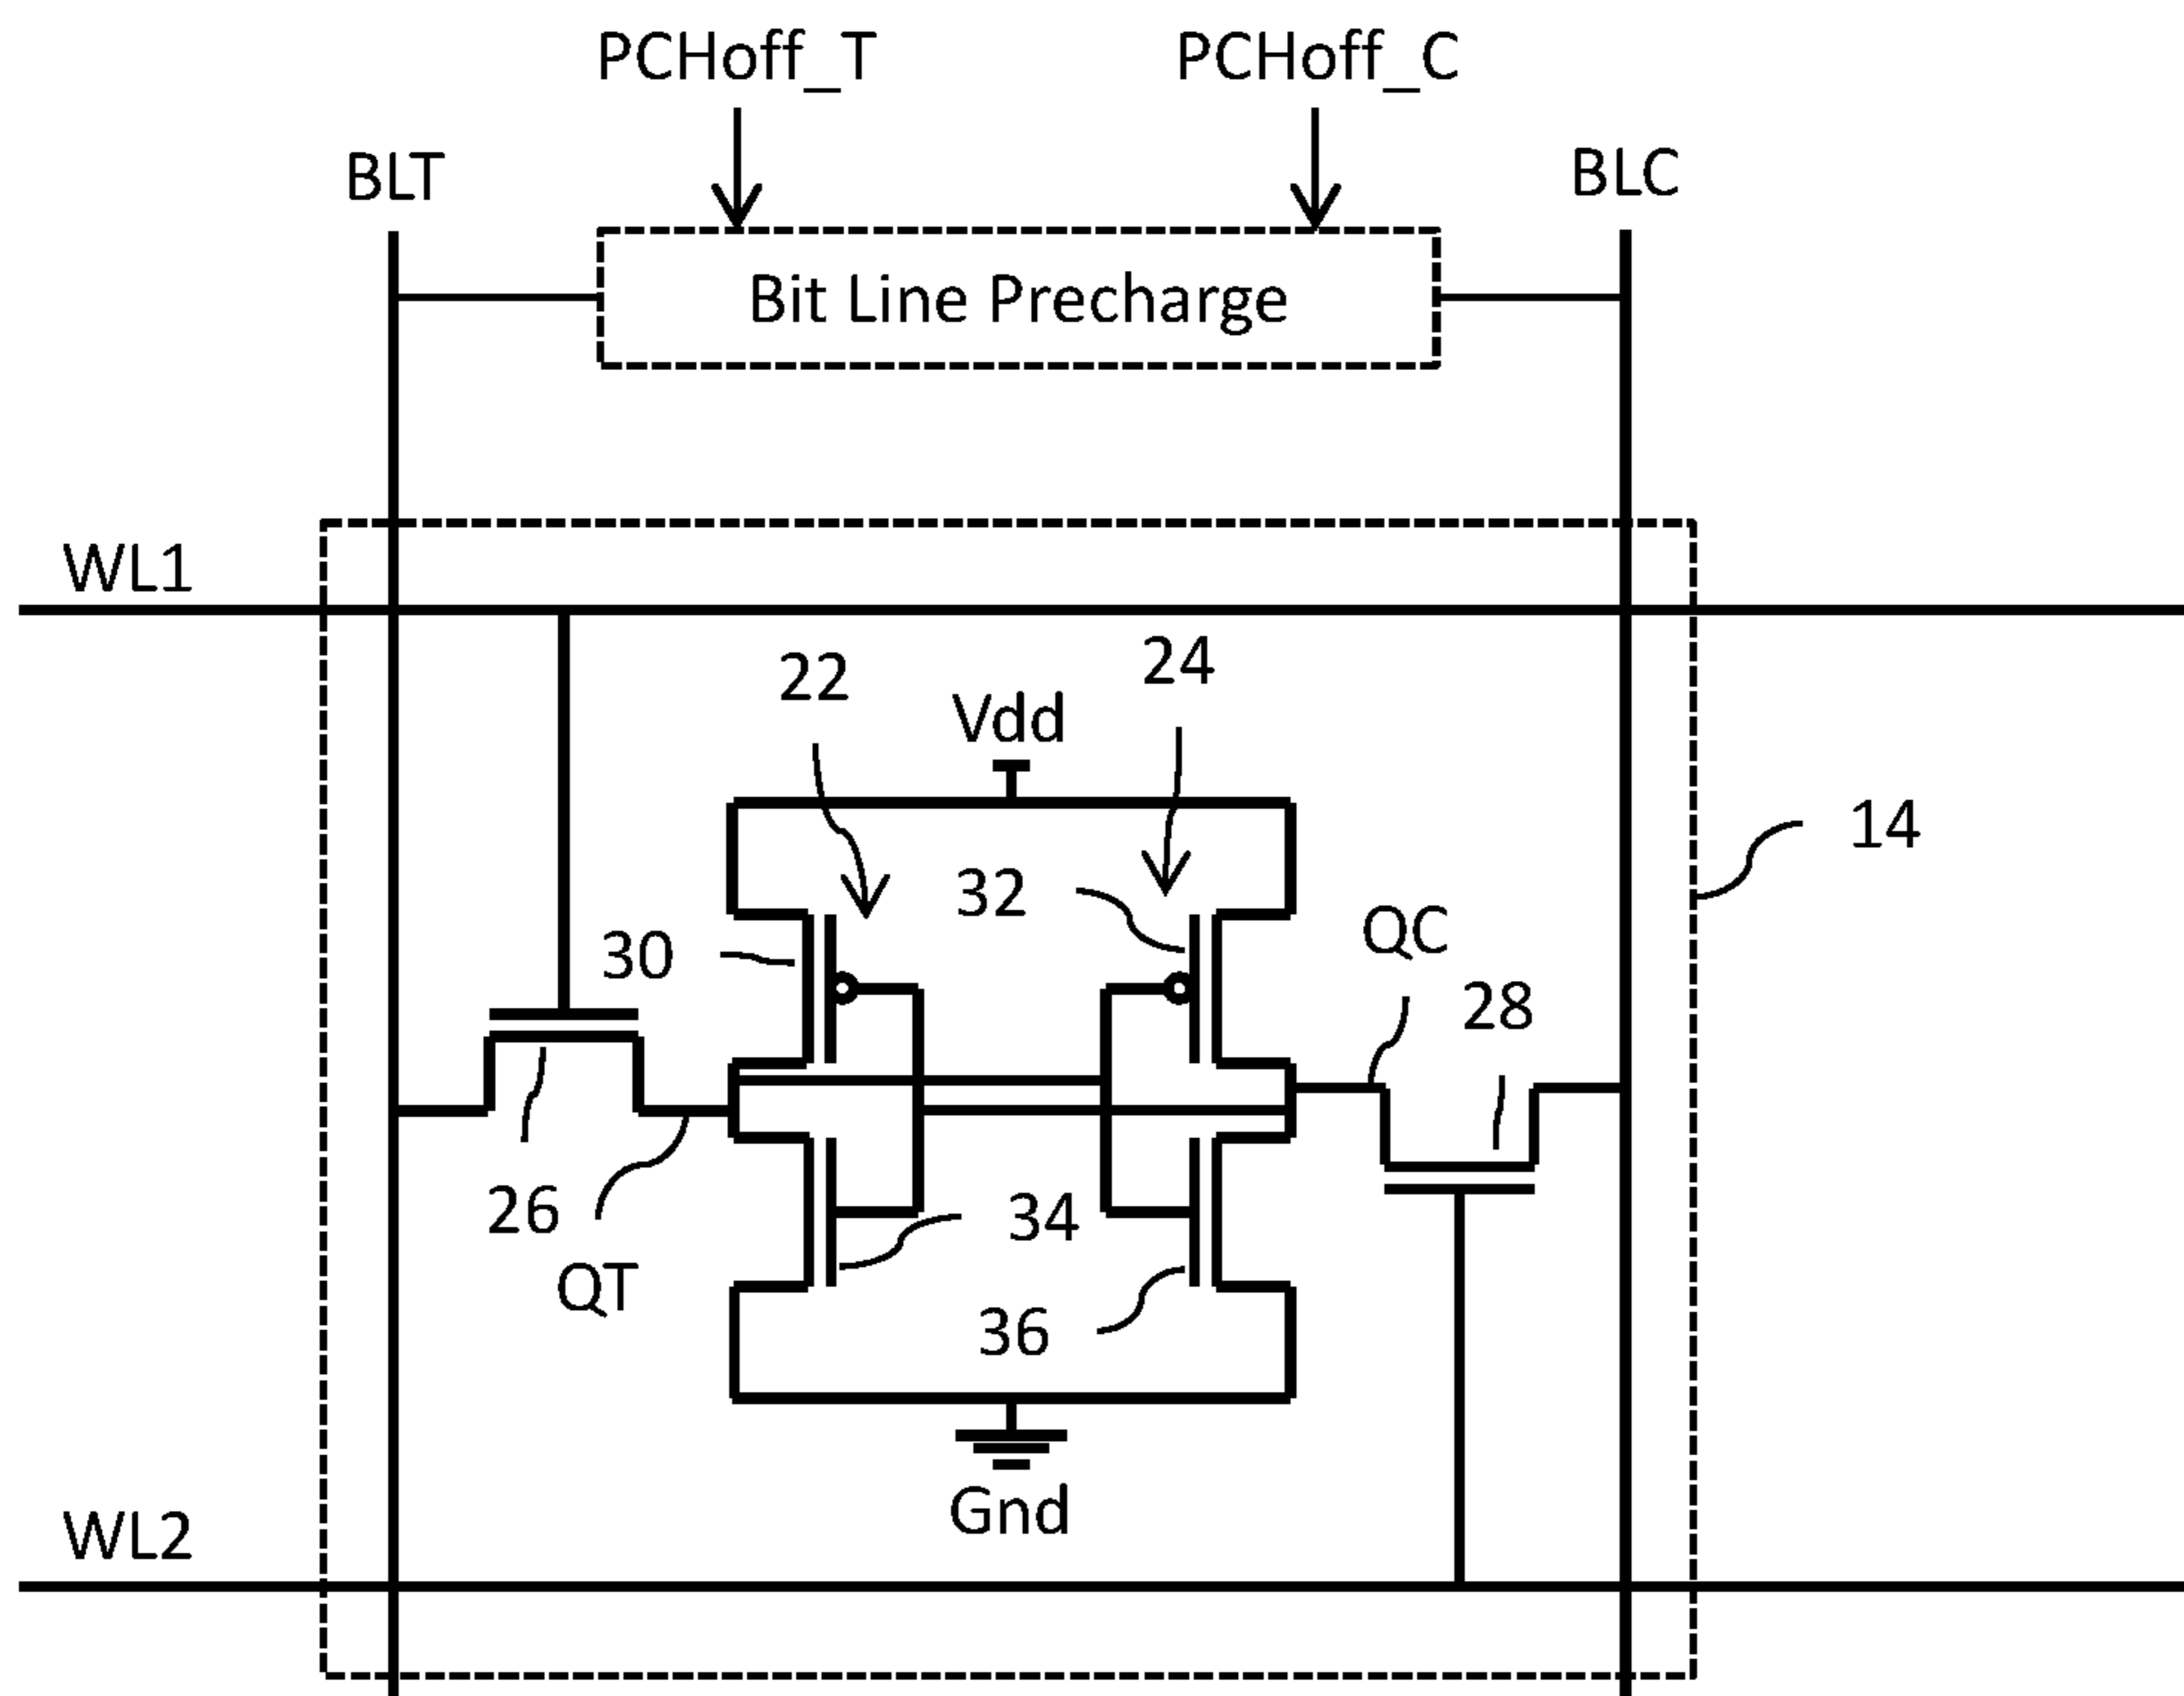 PCHoff_T
PCHoff_C
BLT
BLC
Bit Line Precharge
WL1
22
24
Vdd
14
32
30
QC
28
26
34
QT
36
Gnd
WL2